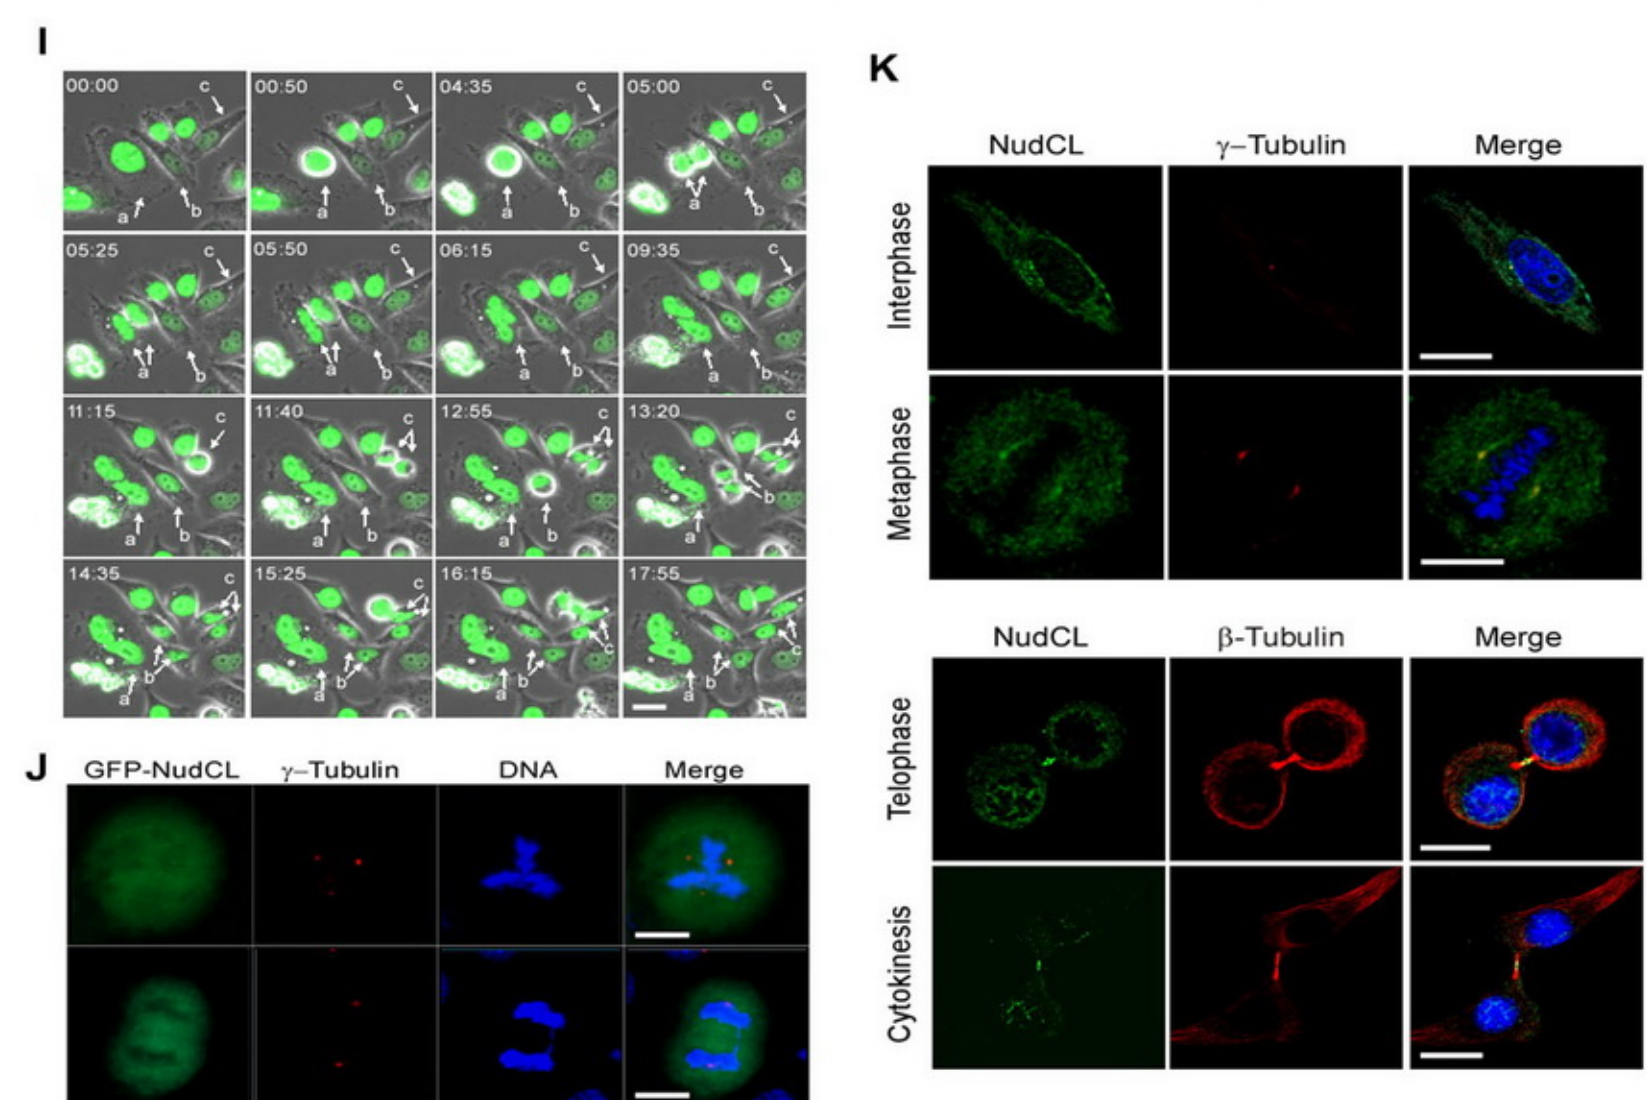 I
00:00 c a b
00:50 c a b
04:35 c a b
05:00 c a b
05:25 c a b
05:50 c a b
06:15 c a b
09:35 c a b
11:15 c a b
11:40 c a b
12:55 c b a
13:20 c b a
14:35 c b a
15:25 c b a
16:15 c b a
17:55 c b a
J
GFP-NudCL γ–Tubulin DNA Merge
K
NudCL γ–Tubulin Merge
Interphase
Metaphase
NudCL β-Tubulin Merge
Telophase
Cytokinesis